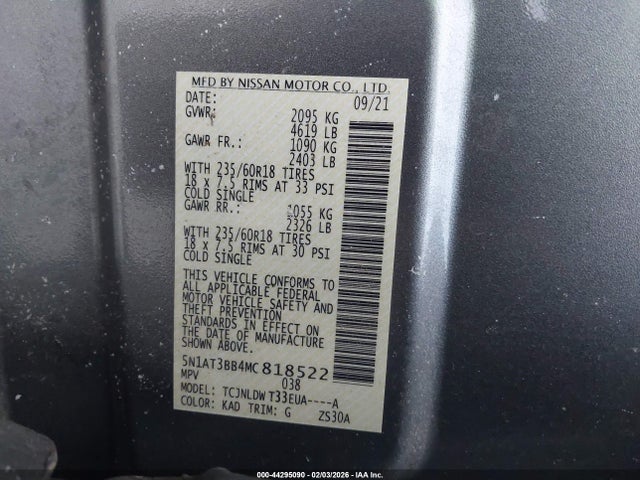 MFD BY NISSAN MOTOR CO., LTD.
DATE: 09/21
GVWR: 2095 KG
4619 LB
GAWR FR.: 1090 KG
2403 LB
WITH 235/60R18 TIRES
18 x 7.5 RIMS AT 33 PSI
COLD SINGLE
GAWR RR.: 1055 KG
2326 LB
WITH 235/60R18 TIRES
18 x 7.5 RIMS AT 30 PSI
COLD SINGLE
THIS VEHICLE CONFORMS TO
ALL APPLICABLE FEDERAL
MOTOR VEHICLE SAFETY AND
THEFT PREVENTION
STANDARDS IN EFFECT ON
THE DATE OF MANUFACTURE
SHOWN ABOVE.
5N1AT3BB4MC818522
MPV 038
MODEL: TCJNLDW T33EUA----A
COLOR: KAD TRIM: G ZS30A
000-44295090 - 02/03/2026 - IAA Inc.